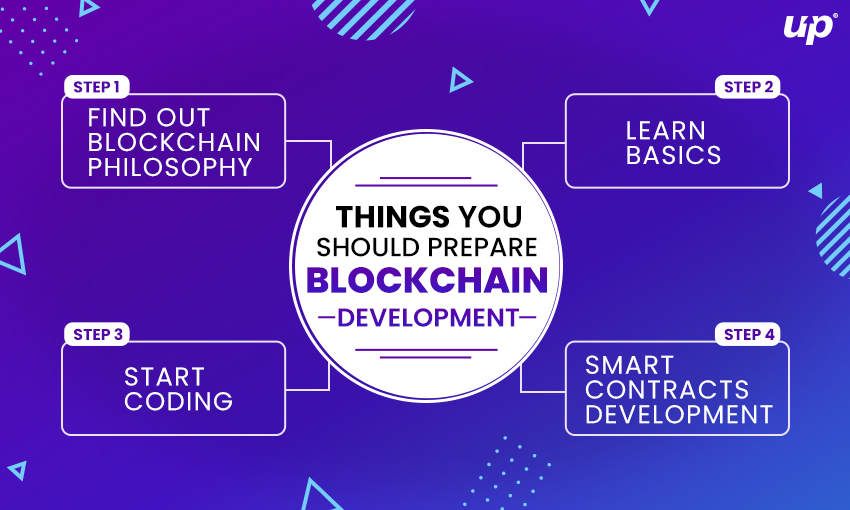 up®
STEP 1
FIND OUT
BLOCKCHAIN
PHILOSOPHY
STEP 2
LEARN
BASICS
THINGS YOU
SHOULD PREPARE
BLOCKCHAIN
DEVELOPMENT
STEP 3
START
CODING
STEP 4
SMART
CONTRACTS
DEVELOPMENT